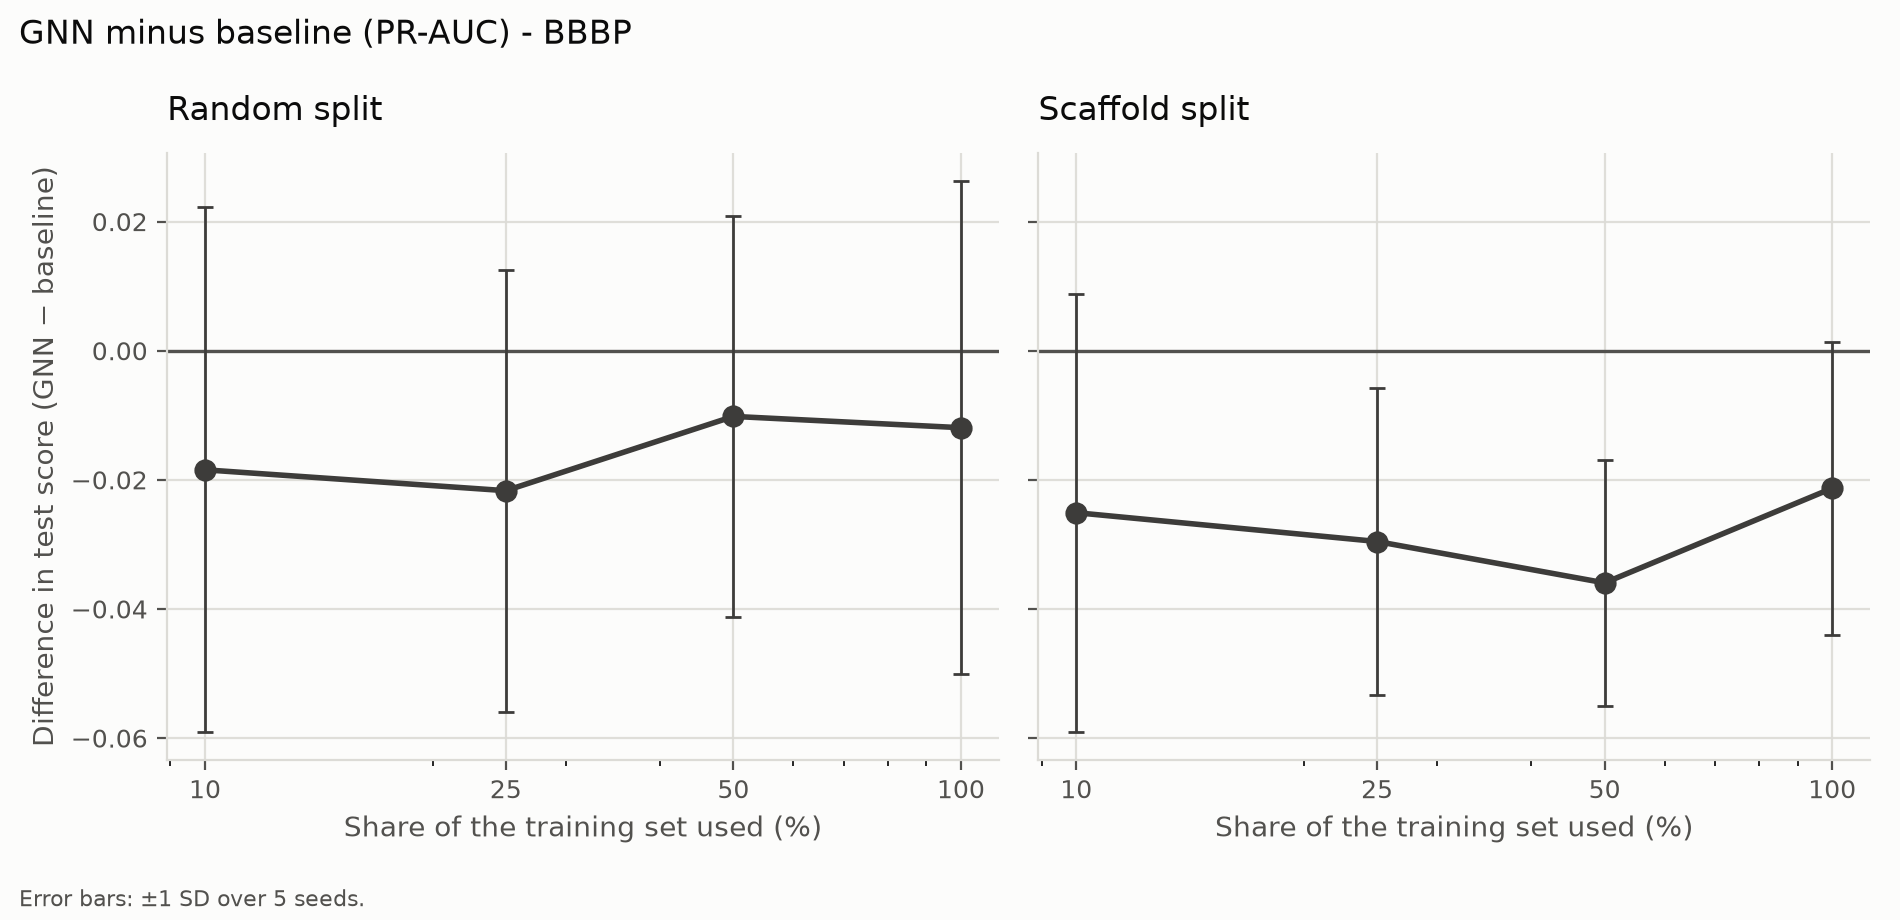 GNN minus baseline (PR-AUC) - BBBP
Random split
Scaffold split
Difference in test score (GNN − baseline)
0.02
0.00
−0.02
−0.04
−0.06
10 25 50 100
10 25 50 100
Share of the training set used (%)
Share of the training set used (%)
Error bars: ±1 SD over 5 seeds.